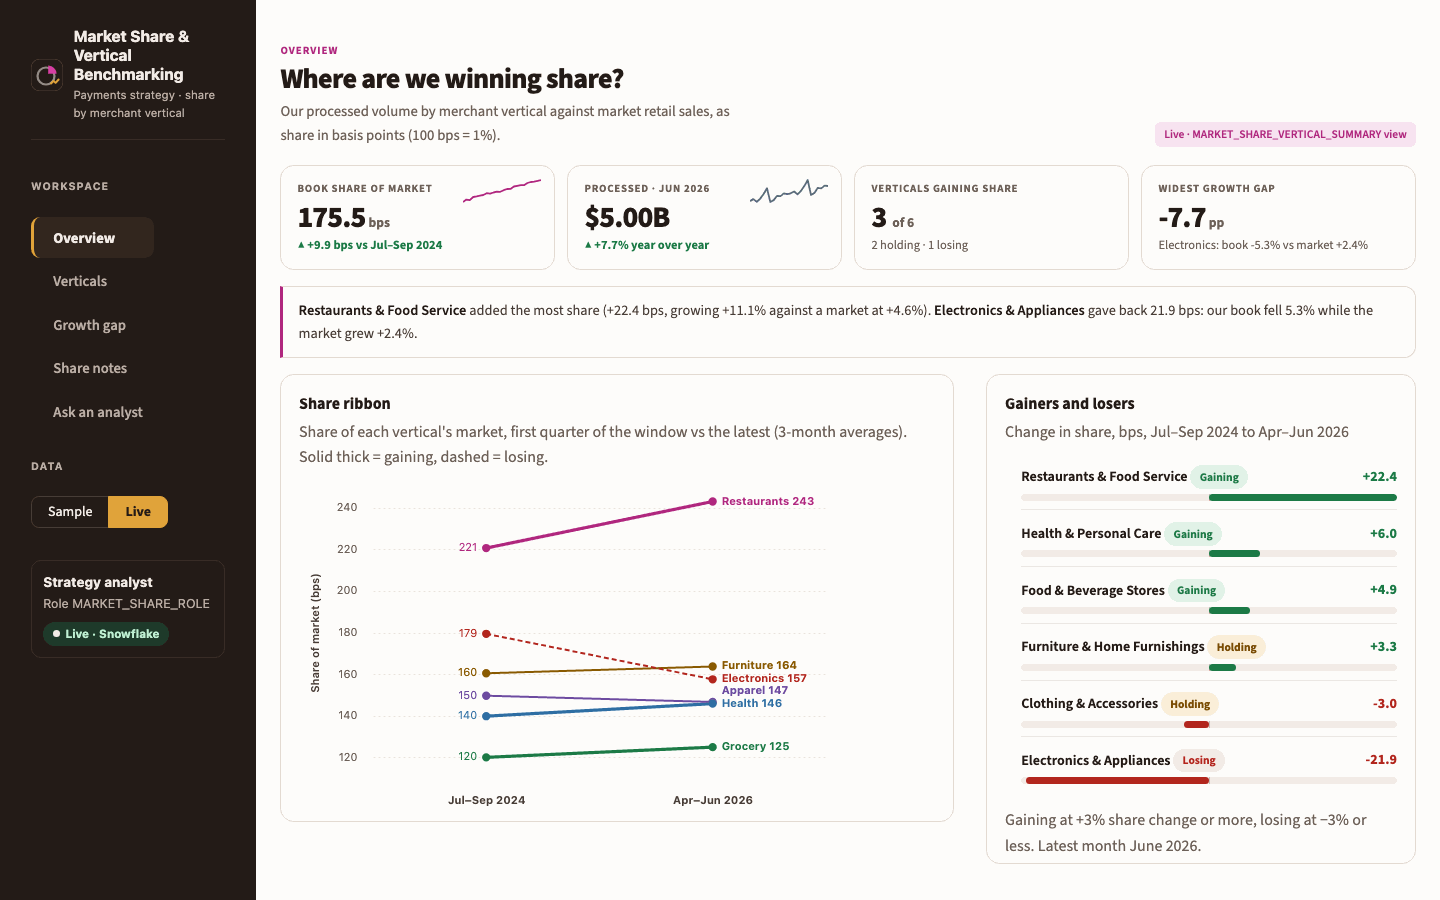 Market Share &
Vertical
Benchmarking
Payments strategy · share
by merchant vertical
WORKSPACE
Overview
Verticals
Growth gap
Share notes
Ask an analyst
DATA
Sample Live
Strategy analyst
Role MARKET_SHARE_ROLE
Live · Snowflake
OVERVIEW
Where are we winning share?
Our processed volume by merchant vertical against market retail sales, as
share in basis points (100 bps = 1%).
Live · MARKET_SHARE_VERTICAL_SUMMARY view
BOOK SHARE OF MARKET
175.5 bps
▲ +9.9 bps vs Jul–Sep 2024
PROCESSED · JUN 2026
$5.00B
▲ +7.7% year over year
VERTICALS GAINING SHARE
3 of 6
2 holding · 1 losing
WIDEST GROWTH GAP
-7.7 pp
Electronics: book -5.3% vs market +2.4%
Restaurants & Food Service added the most share (+22.4 bps, growing +11.1% against a market at +4.6%). Electronics & Appliances gave back 21.9 bps: our book fell 5.3% while the
market grew +2.4%.
Share ribbon
Share of each vertical's market, first quarter of the window vs the latest (3-month averages).
Solid thick = gaining, dashed = losing.
Share of market (bps)
240
220
200
180
160
140
120
221
179
160
150
140
120
Restaurants 243
Furniture 164
Electronics 157
Apparel 147
Health 146
Grocery 125
Jul–Sep 2024 Apr–Jun 2026
Gainers and losers
Change in share, bps, Jul–Sep 2024 to Apr–Jun 2026
Restaurants & Food Service Gaining +22.4
Health & Personal Care Gaining +6.0
Food & Beverage Stores Gaining +4.9
Furniture & Home Furnishings Holding +3.3
Clothing & Accessories Holding -3.0
Electronics & Appliances Losing -21.9
Gaining at +3% share change or more, losing at −3% or
less. Latest month June 2026.